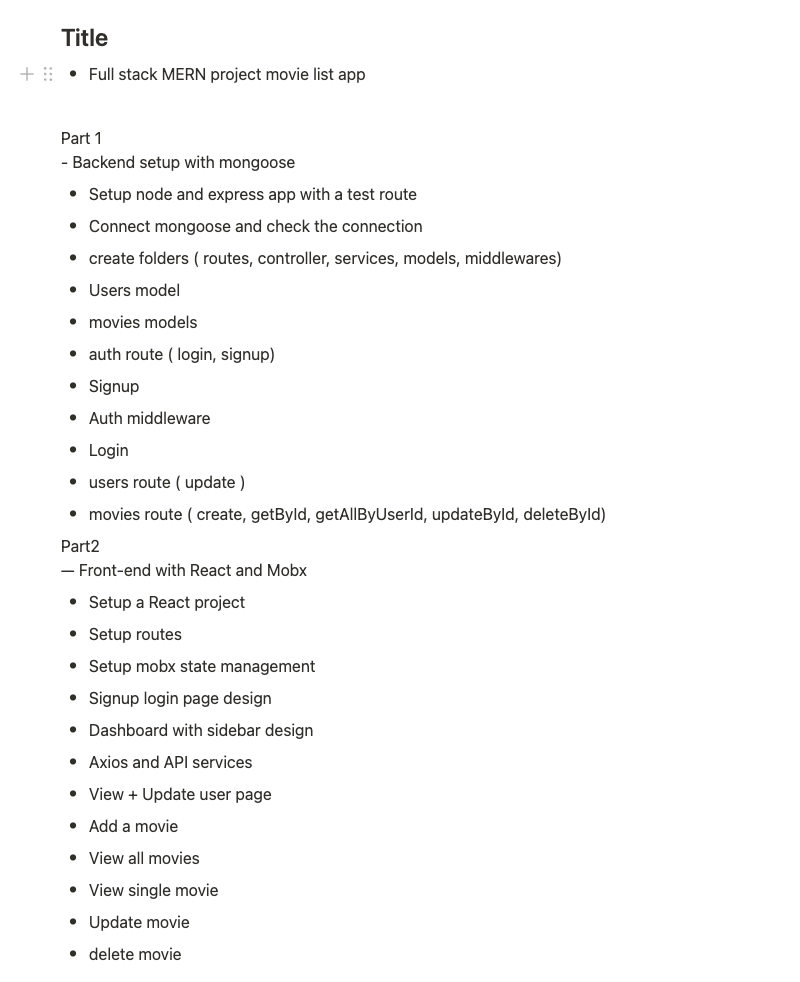 Title
• Full stack MERN project movie list app
Part 1
- Backend setup with mongoose
• Setup node and express app with a test route
• Connect mongoose and check the connection
• create folders ( routes, controller, services, models, middlewares)
• Users model
• movies models
• auth route ( login, signup)
• Signup
• Auth middleware
• Login
• users route ( update )
• movies route ( create, getById, getAllByUserId, updateById, deleteById)
Part2
— Front-end with React and Mobx
• Setup a React project
• Setup routes
• Setup mobx state management
• Signup login page design
• Dashboard with sidebar design
• Axios and API services
• View + Update user page
• Add a movie
• View all movies
• View single movie
• Update movie
• delete movie